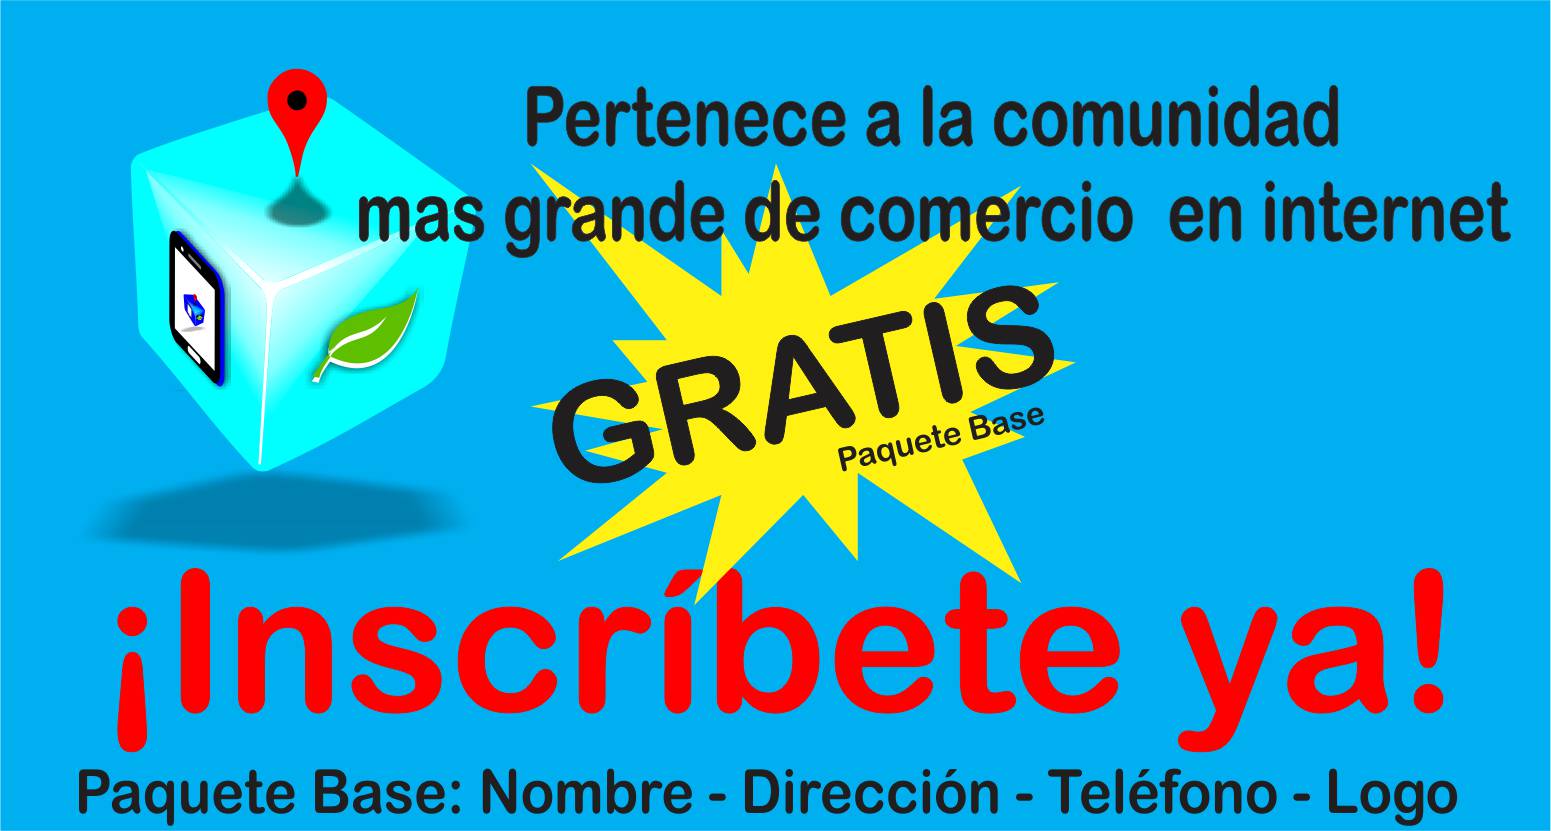 Pertenece a la comunidad
mas grande de comercio en internet
GRATIS
Paquete Base
¡Inscríbete ya!
Paquete Base: Nombre - Dirección - Teléfono - Logo